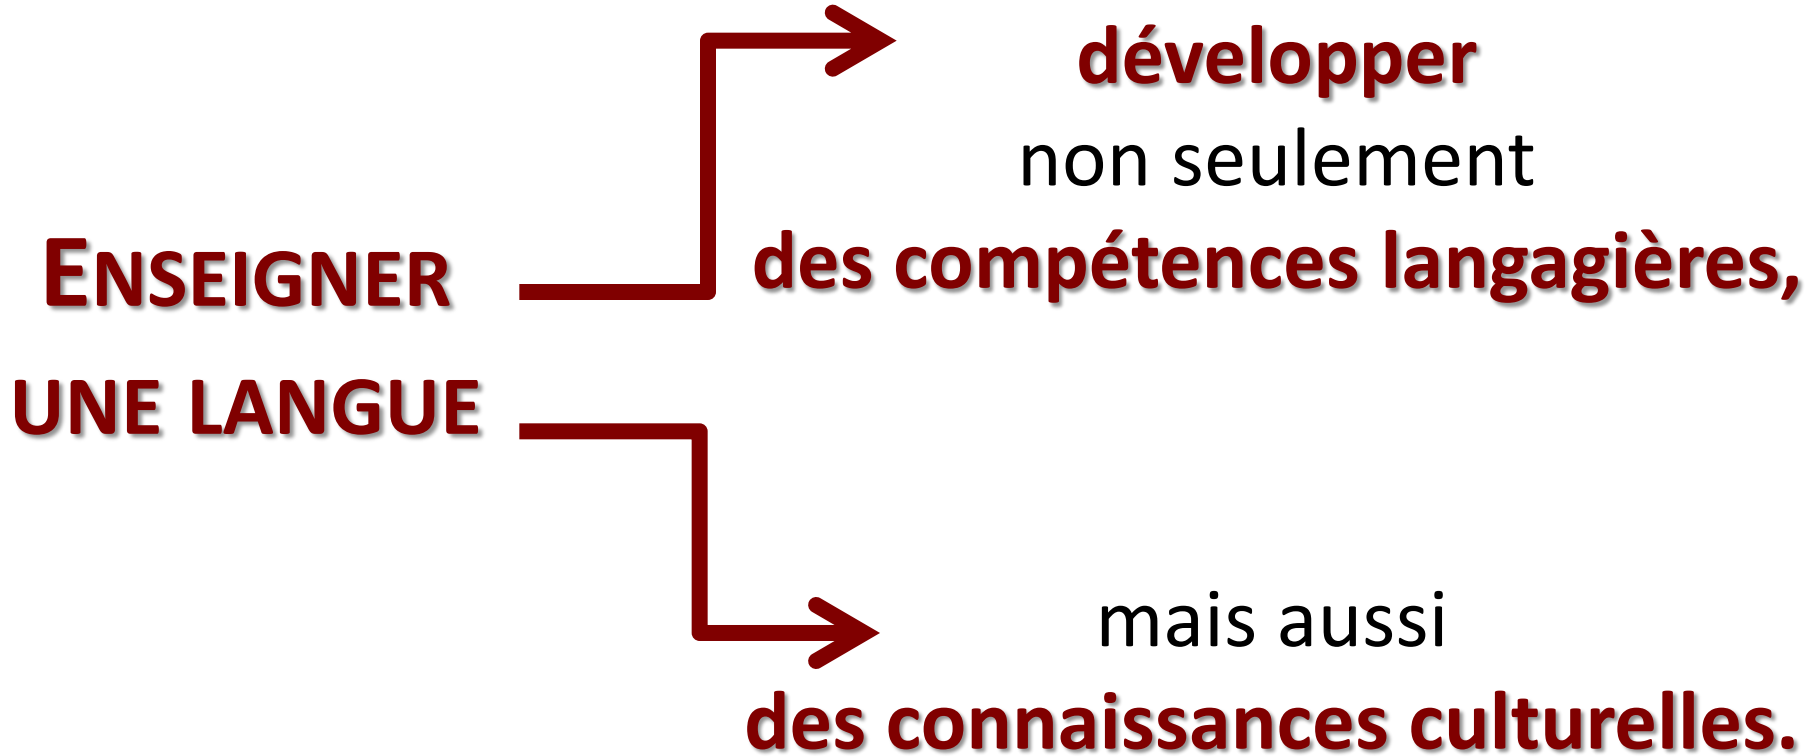 ENSEIGNER
UNE LANGUE
développer
non seulement
des compétences langagières,
mais aussi
des connaissances culturelles.